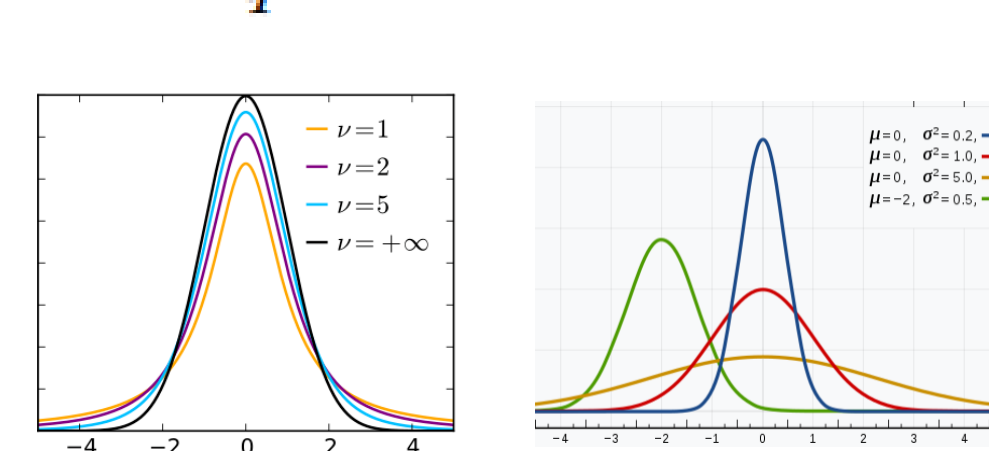 ν=1
ν=2
ν=5
ν=+∞
−4 −2 0 2 4
μ=0, σ²=0.2,
μ=0, σ²=1.0,
μ=0, σ²=5.0,
μ=−2, σ²=0.5,
−4 −3 −2 −1 0 1 2 3 4